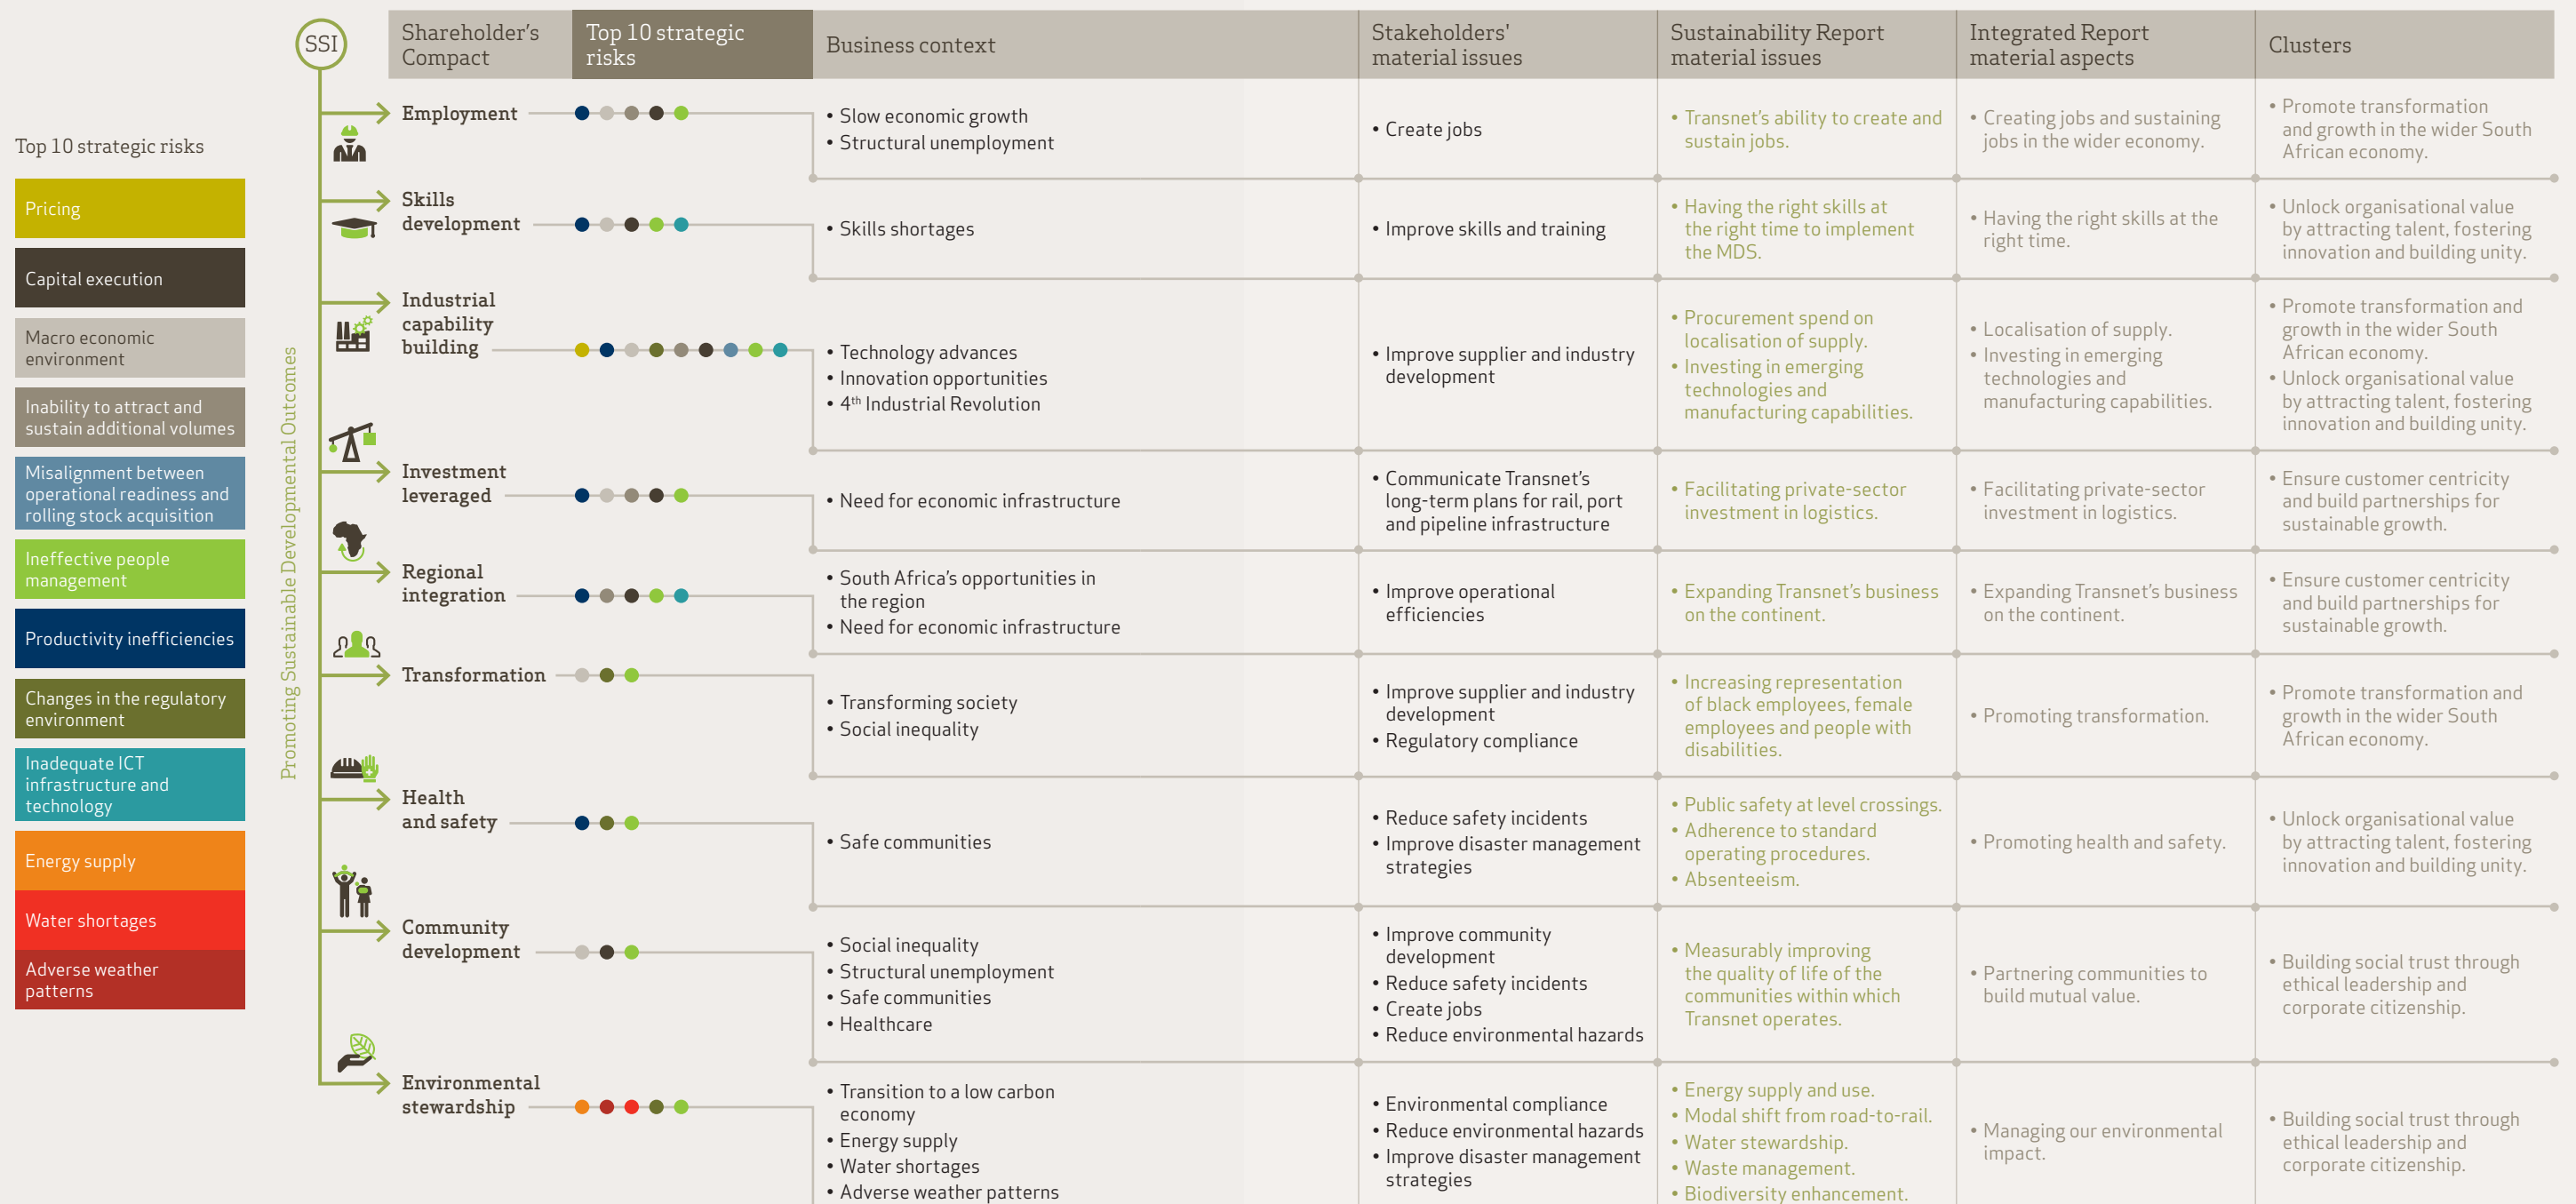 SSI
Shareholder's
Compact
Top 10 strategic
risks
Business context
Stakeholders'
material issues
Sustainability Report
material issues
Integrated Report
material aspects
Clusters
Top 10 strategic risks
Pricing
Capital execution
Macro economic
environment
Inability to attract and
sustain additional volumes
Misalignment between
operational readiness and
rolling stock acquisition
Ineffective people
management
Productivity inefficiencies
Changes in the regulatory
environment
Inadequate ICT
infrastructure and
technology
Energy supply
Water shortages
Adverse weather
patterns
Promoting Sustainable Developmental Outcomes
Employment
• Slow economic growth
• Structural unemployment
• Create jobs
• Transnet's ability to create and
sustain jobs.
• Creating jobs and sustaining
jobs in the wider economy.
• Promote transformation
and growth in the wider South
African economy.
Skills
development
• Skills shortages
• Improve skills and training
• Having the right skills at
the right time to implement
the MDS.
• Having the right skills at the
right time.
• Unlock organisational value
by attracting talent, fostering
innovation and building unity.
Industrial
capability
building
• Technology advances
• Innovation opportunities
• 4th Industrial Revolution
• Improve supplier and industry
development
• Procurement spend on
localisation of supply.
• Investing in emerging
technologies and
manufacturing capabilities.
• Localisation of supply.
• Investing in emerging
technologies and
manufacturing capabilities.
• Promote transformation and
growth in the wider South
African economy.
• Unlock organisational value
by attracting talent, fostering
innovation and building unity.
Investment
leveraged
• Need for economic infrastructure
• Communicate Transnet's
long-term plans for rail, port
and pipeline infrastructure
• Facilitating private-sector
investment in logistics.
• Facilitating private-sector
investment in logistics.
• Ensure customer centricity
and build partnerships for
sustainable growth.
Regional
integration
• South Africa's opportunities in
the region
• Need for economic infrastructure
• Improve operational
efficiencies
• Expanding Transnet's business
on the continent.
• Expanding Transnet's business
on the continent.
• Ensure customer centricity
and build partnerships for
sustainable growth.
Transformation
• Transforming society
• Social inequality
• Improve supplier and industry
development
• Regulatory compliance
• Increasing representation
of black employees, female
employees and people with
disabilities.
• Promoting transformation.
• Promote transformation and
growth in the wider South
African economy.
Health
and safety
• Safe communities
• Reduce safety incidents
• Improve disaster management
strategies
• Public safety at level crossings.
• Adherence to standard
operating procedures.
• Absenteeism.
• Promoting health and safety.
• Unlock organisational value
by attracting talent, fostering
innovation and building unity.
Community
development
• Social inequality
• Structural unemployment
• Safe communities
• Healthcare
• Improve community
development
• Reduce safety incidents
• Create jobs
• Reduce environmental hazards
• Measurably improving
the quality of life of the
communities within which
Transnet operates.
• Partnering communities to
build mutual value.
• Building social trust through
ethical leadership and
corporate citizenship.
Environmental
stewardship
• Transition to a low carbon
economy
• Energy supply
• Water shortages
• Adverse weather patterns
• Environmental compliance
• Reduce environmental hazards
• Improve disaster management
strategies
• Energy supply and use.
• Modal shift from road-to-rail.
• Water stewardship.
• Waste management.
• Biodiversity enhancement.
• Managing our environmental
impact.
• Building social trust through
ethical leadership and
corporate citizenship.